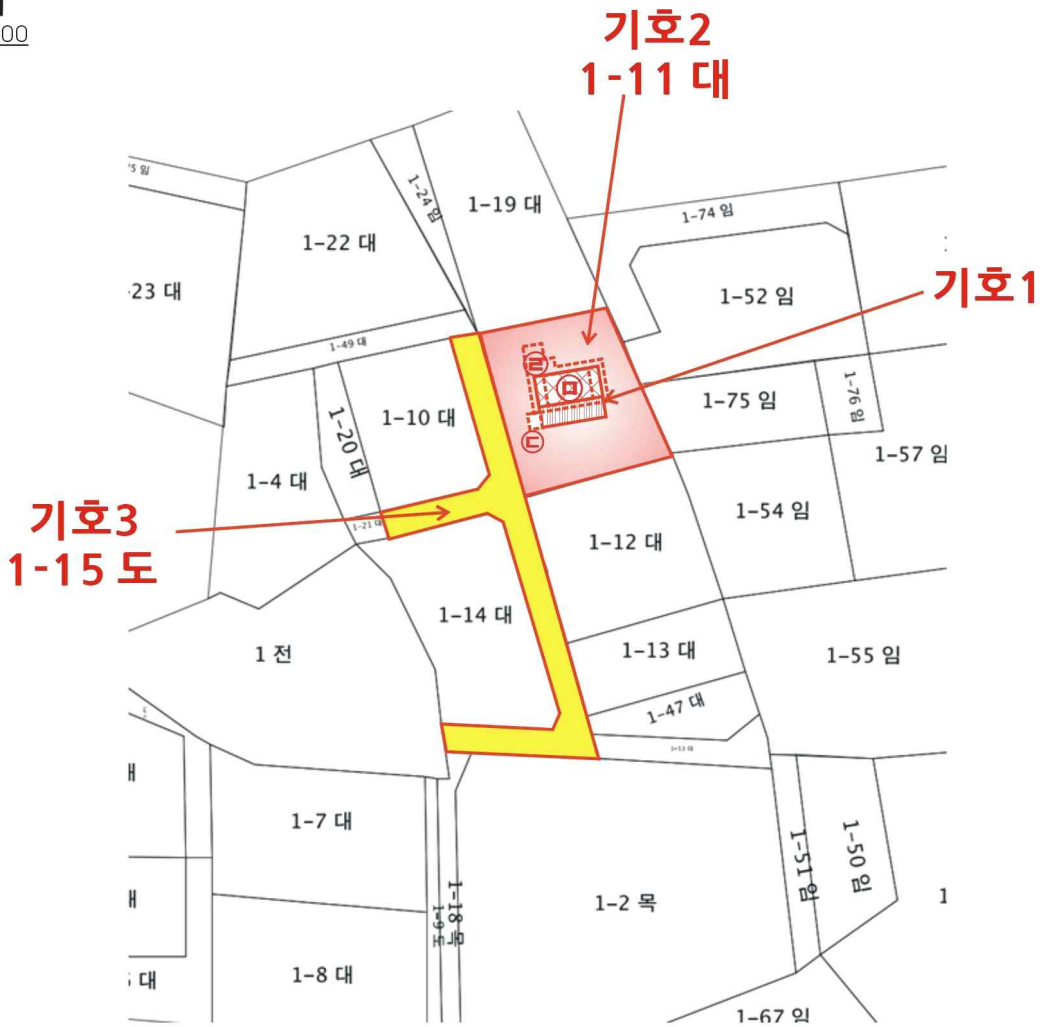 00
기호2
1-11 대
1-24 임
1-19 대
1-74 임
1-22 대
-23 대
1-52 임
기호1
1-49 대
ㄹ
ㅁ
1-75 임
1-76 임
1-10 대
1-20 대
ㄷ
1-57 임
1-4 대
기호3
1-15 도
1-21 대
1-54 임
1-12 대
1-14 대
1 전
1-13 대
1-55 임
1-47 대
1-7 대
1-51 임
1-50 임
1-18 목
1-9 도
1-2 목
1-8 대
대
1-67 임